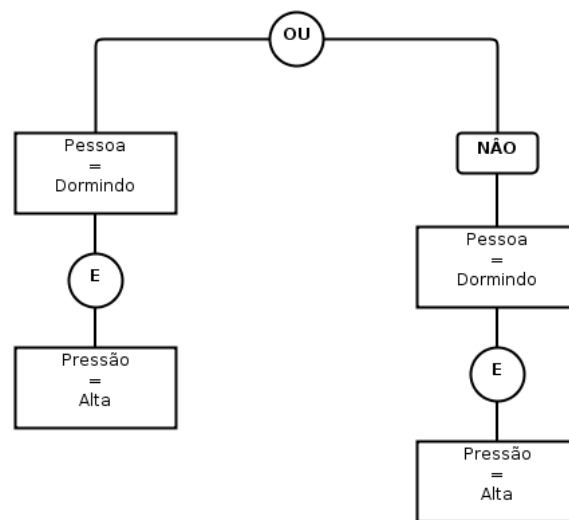 OU
Pessoa
=
Dormindo
E
Pressão
=
Alta
NÂO
Pessoa
=
Dormindo
E
Pressão
=
Alta